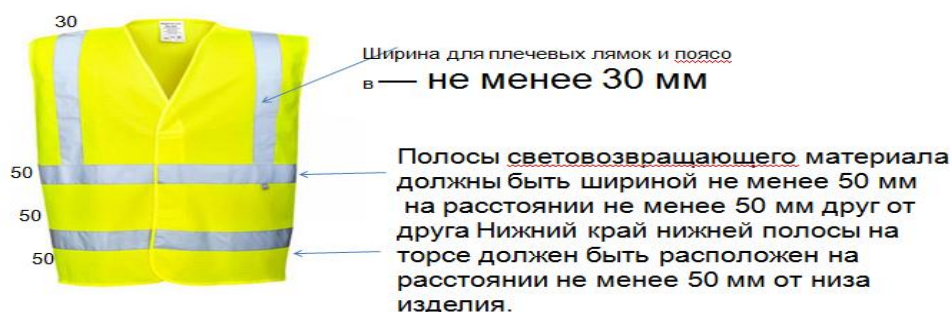 30
Ширина для плечевых лямок и поясо
в — не менее 30 мм
50
50
50
Полосы световозвращающего материала
должны быть шириной не менее 50 мм
на расстоянии не менее 50 мм друг от
друга Нижний край нижней полосы на
торсе должен быть расположен на
расстоянии не менее 50 мм от низа
изделия.